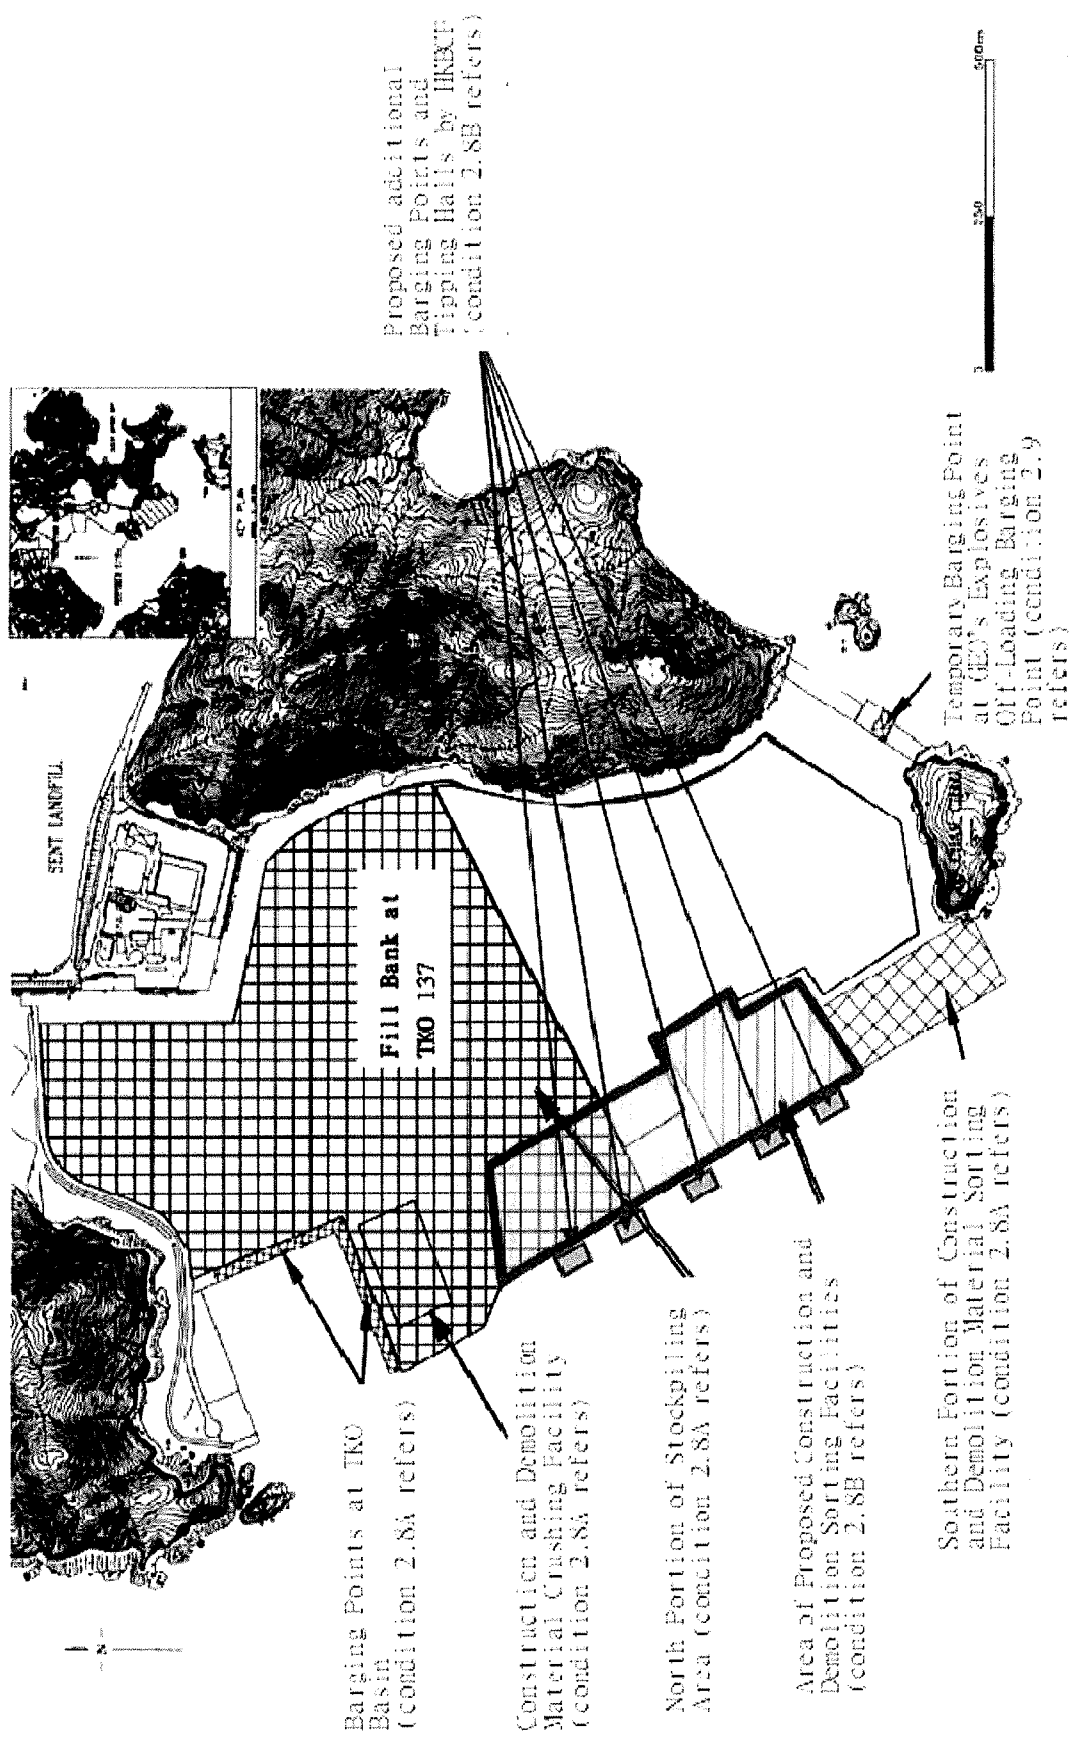 SENT LANDFILL
KEY PLAN
Proposed additional
Barging Points and
Tipping Halls by HKBCF
(condition 2.8B refers)
Fill Bank at
TKO 137
Barging Points at TKO
Basin
(condition 2.8A refers)
Construction and Demolition
Material Crushing Facility
(condition 2.8A refers)
North Portion of Stockpiling
Area (condition 2.8A refers)
Area of Proposed Construction and
Demolition Sorting Facilities
(condition 2.8B refers)
Southern Portion of Construction
and Demolition Material Sorting
Facility (condition 2.8A refers)
Temporary Barging Point
at GEO's Explosives
Off-Loading Barging
Point (condition 2.9
refers)
N
0 250 500m